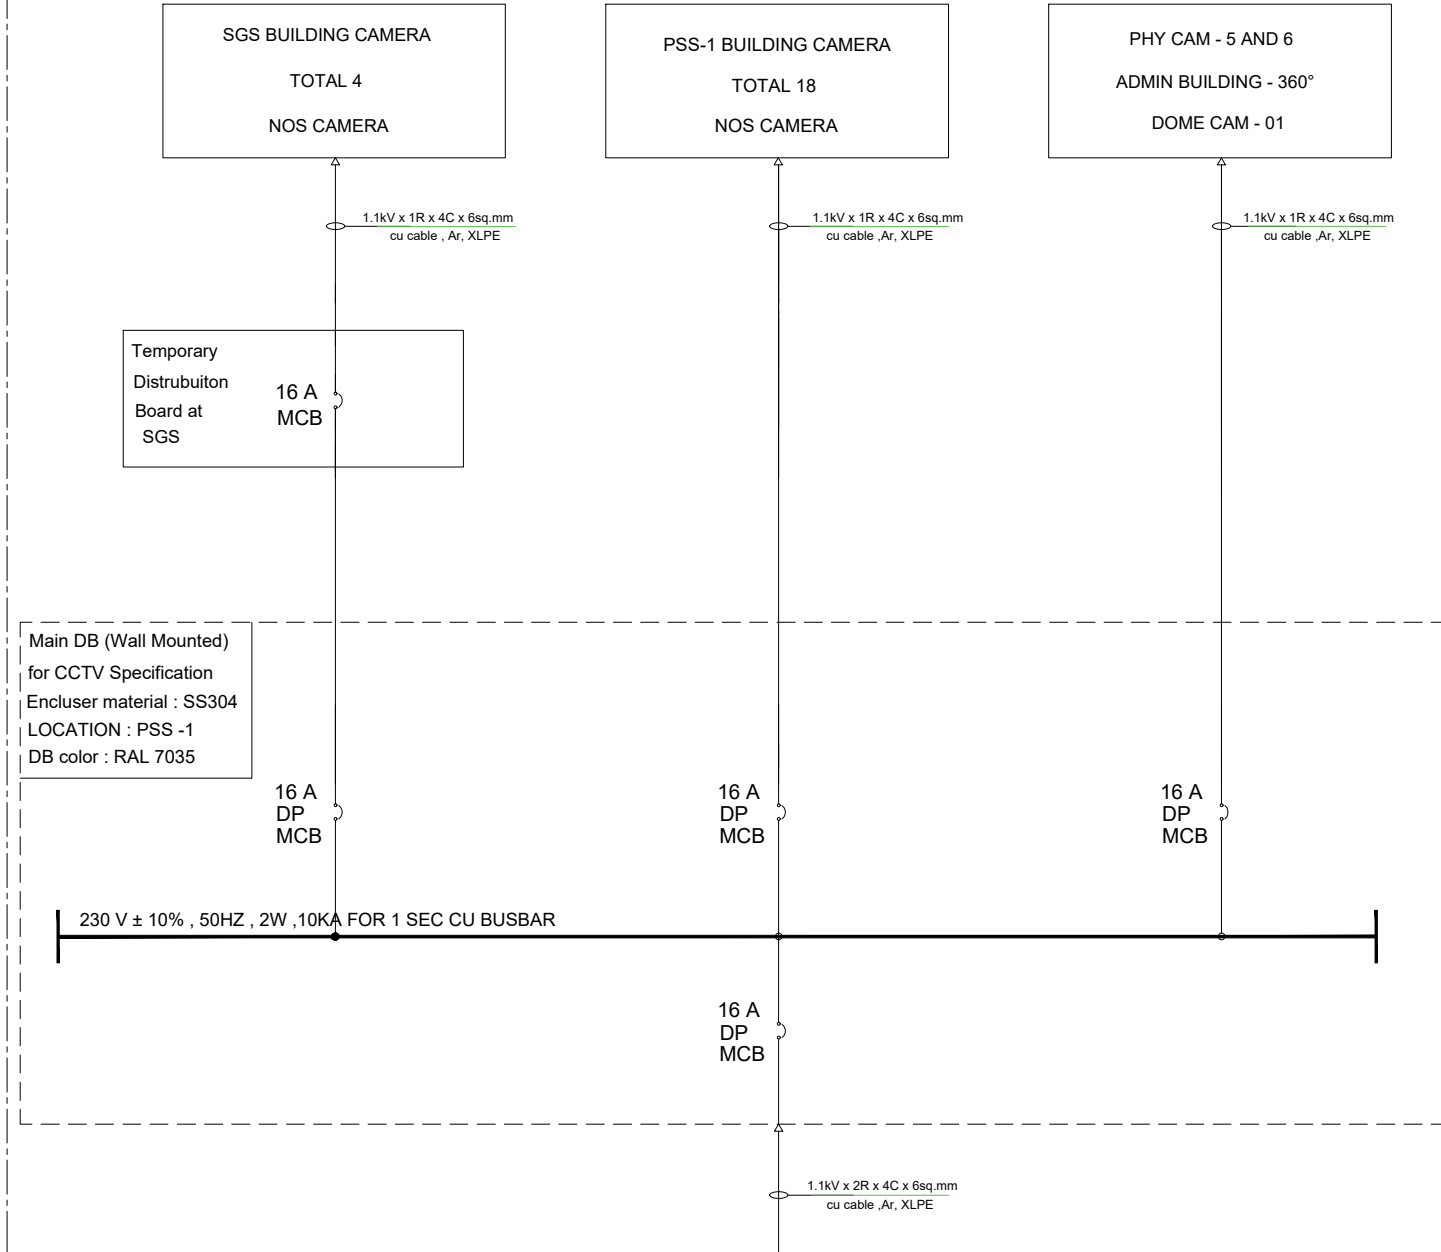 SGS BUILDING CAMERA
TOTAL 4
NOS CAMERA
PSS-1 BUILDING CAMERA
TOTAL 18
NOS CAMERA
PHY CAM - 5 AND 6
ADMIN BUILDING - 360°
DOME CAM - 01
1.1kV x 1R x 4C x 6sq.mm
cu cable , Ar, XLPE
1.1kV x 1R x 4C x 6sq.mm
cu cable ,Ar, XLPE
1.1kV x 1R x 4C x 6sq.mm
cu cable ,Ar, XLPE
Temporary
Distrubuiton
Board at
SGS
16 A
MCB
Main DB (Wall Mounted)
for CCTV Specification
Encluser material : SS304
LOCATION : PSS -1
DB color : RAL 7035
16 A
DP
MCB
16 A
DP
MCB
16 A
DP
MCB
230 V ± 10% , 50HZ , 2W ,10KA FOR 1 SEC CU BUSBAR
16 A
DP
MCB
1.1kV x 2R x 4C x 6sq.mm
cu cable ,Ar, XLPE